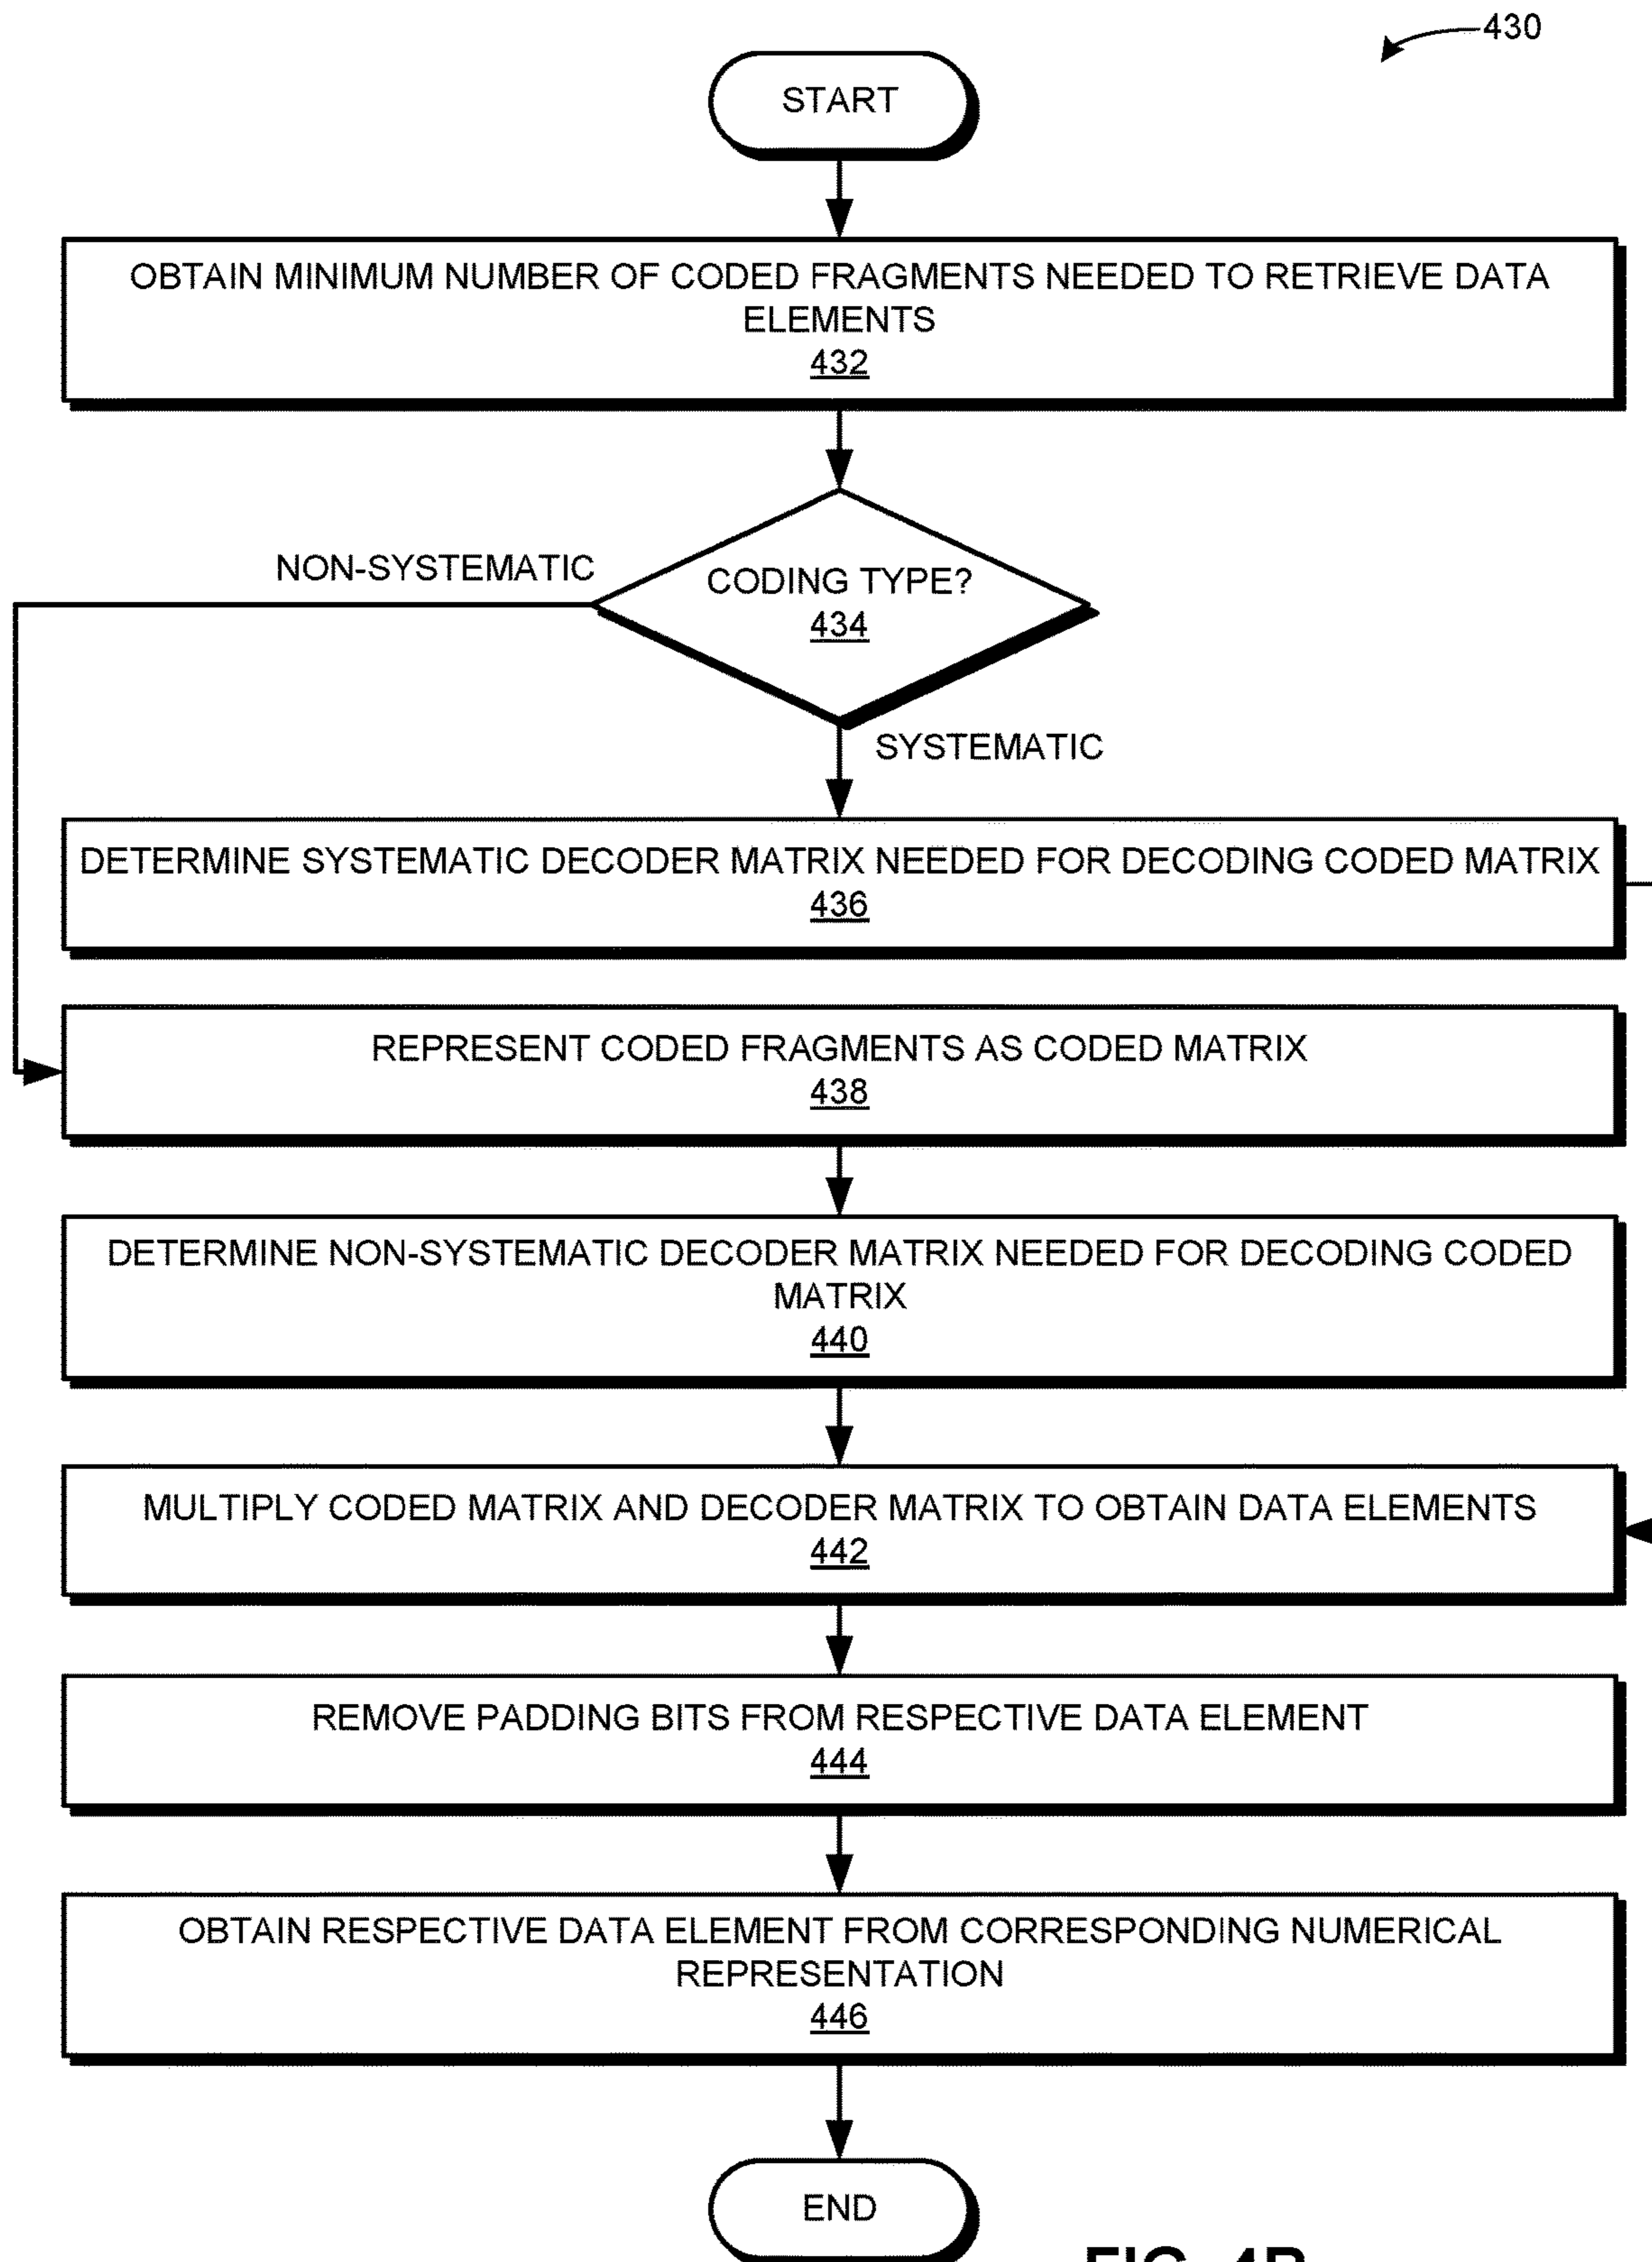 430
START
OBTAIN MINIMUM NUMBER OF CODED FRAGMENTS NEEDED TO RETRIEVE DATA
ELEMENTS
432
NON-SYSTEMATIC
CODING TYPE?
434
SYSTEMATIC
DETERMINE SYSTEMATIC DECODER MATRIX NEEDED FOR DECODING CODED MATRIX
436
REPRESENT CODED FRAGMENTS AS CODED MATRIX
438
DETERMINE NON-SYSTEMATIC DECODER MATRIX NEEDED FOR DECODING CODED
MATRIX
440
MULTIPLY CODED MATRIX AND DECODER MATRIX TO OBTAIN DATA ELEMENTS
442
REMOVE PADDING BITS FROM RESPECTIVE DATA ELEMENT
444
OBTAIN RESPECTIVE DATA ELEMENT FROM CORRESPONDING NUMERICAL
REPRESENTATION
446
END
FIG. 4B